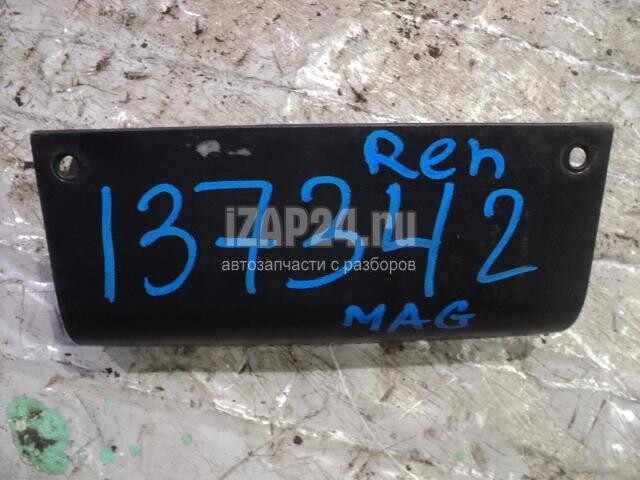 Ren
137342
iZAP24.ru
автозапчасти с разборов
MAG